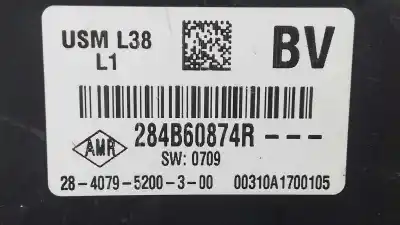 USM L38
L1
BV
284B60874R---
AMR
SW: 0709
28-4079-5200-3-00 00310A1700105